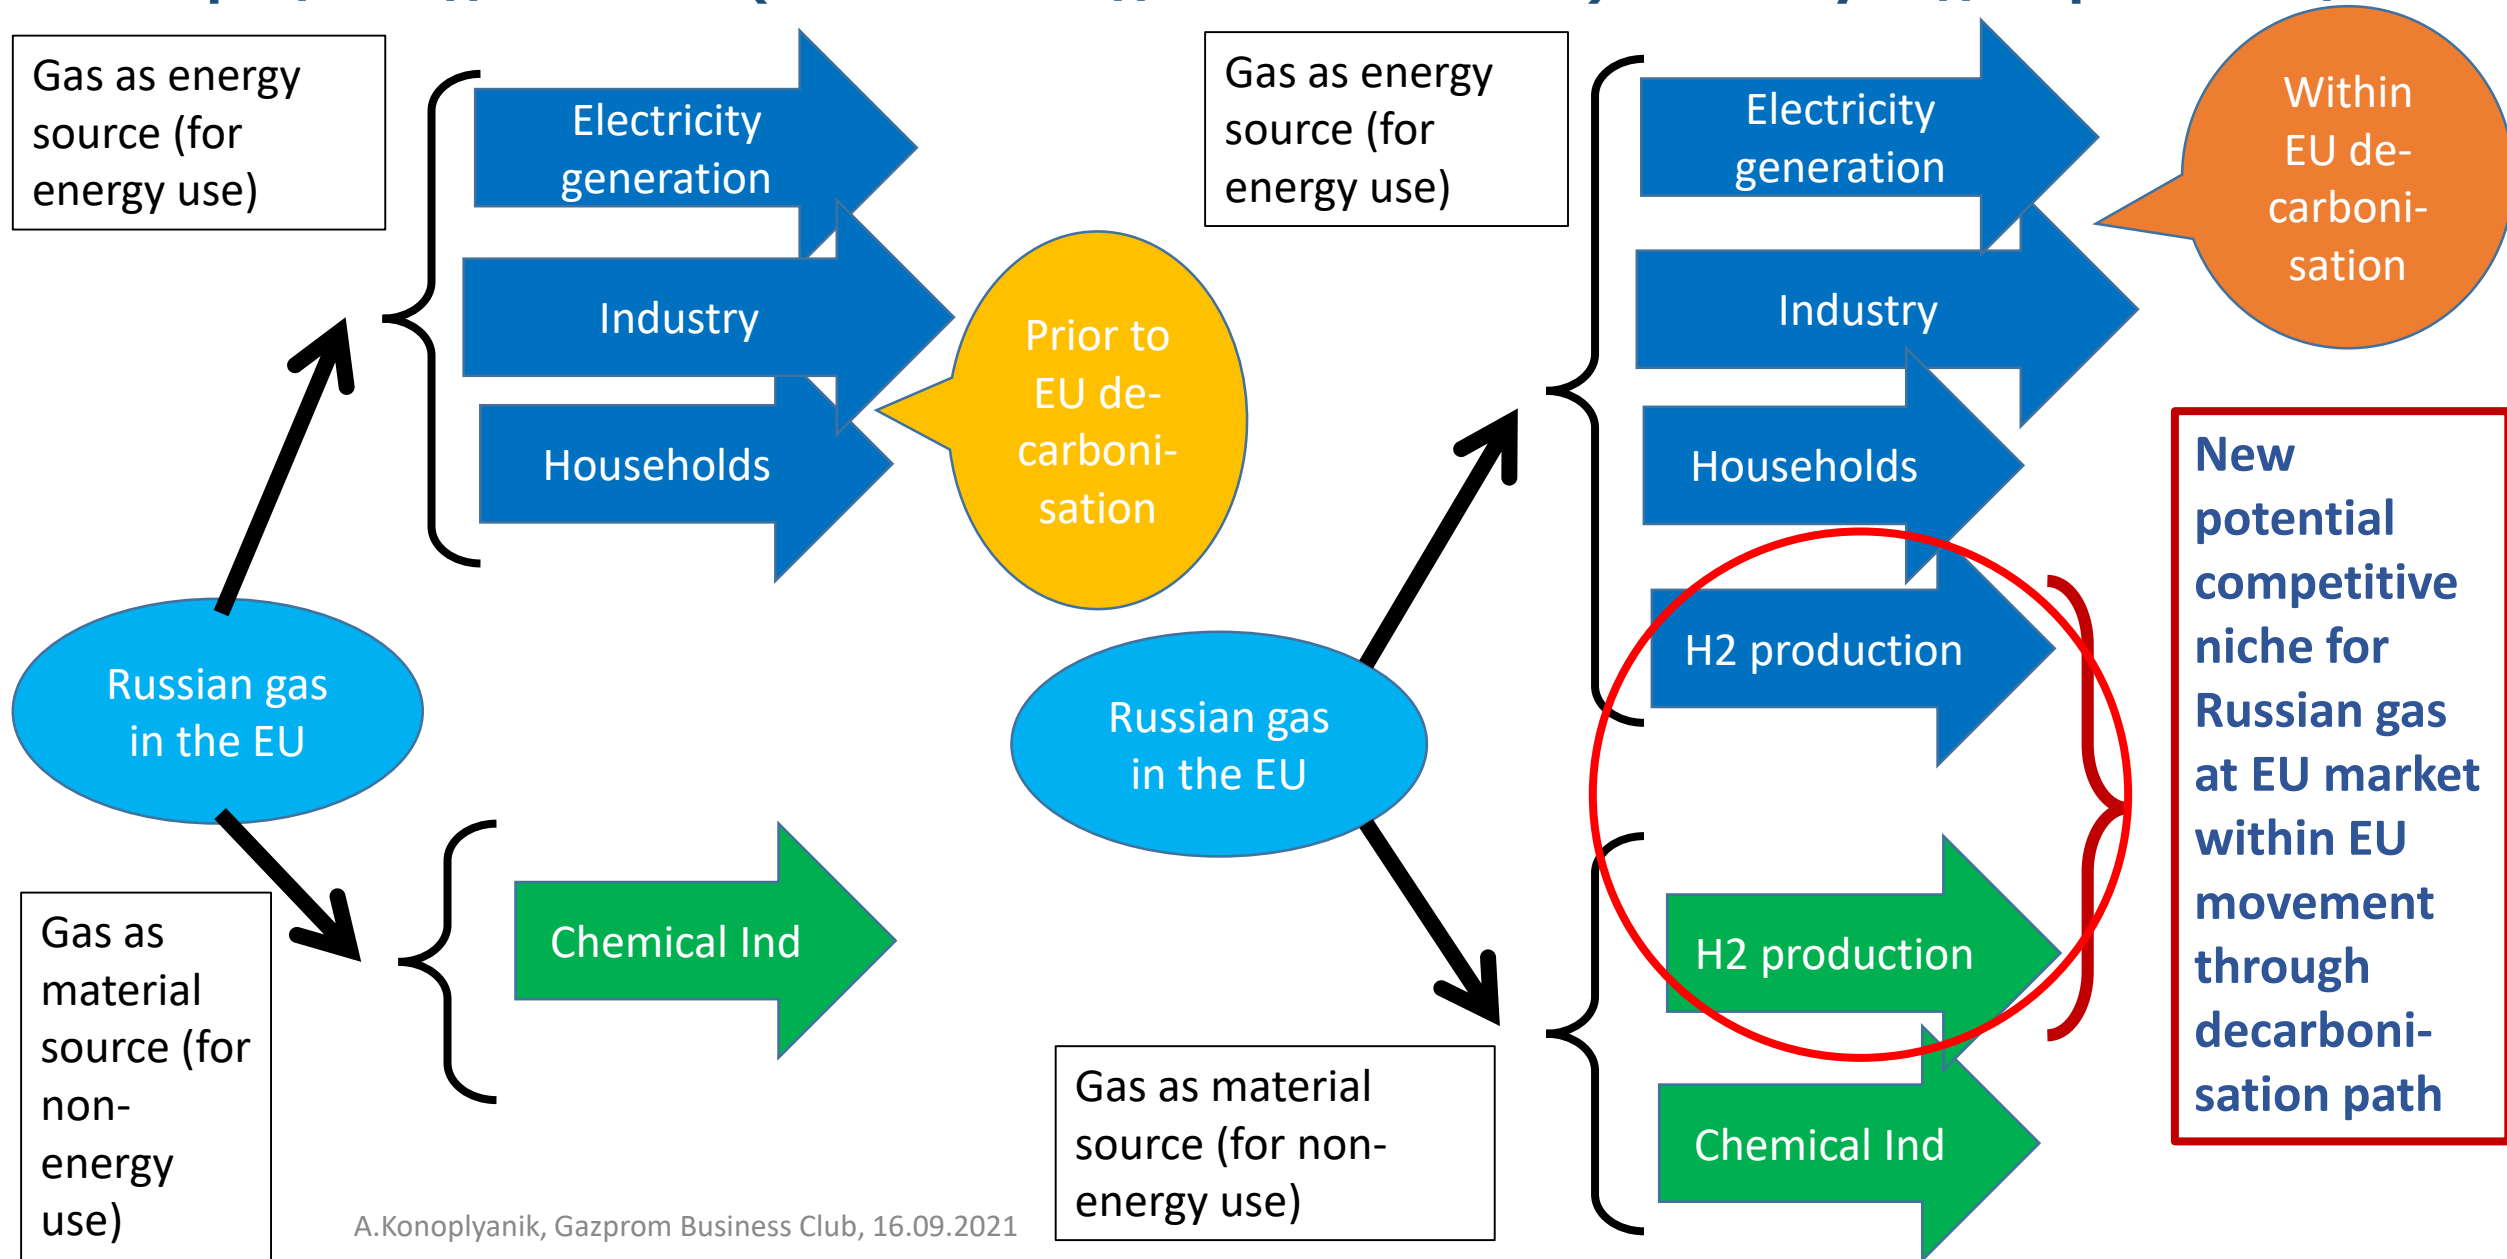 Gas as energy
source (for
energy use)
Electricity
generation
Industry
Households
Prior to
EU de-
carboni-
sation
Russian gas
in the EU
Gas as
material
source (for
non-
energy
use)
Chemical Ind
Gas as energy
source (for
energy use)
Electricity
generation
Industry
Households
H2 production
Within
EU de-
carboni-
sation
Russian gas
in the EU
Gas as material
source (for non-
energy use)
H2 production
Chemical Ind
New
potential
competitive
niche for
Russian gas
at EU market
within EU
movement
through
decarboni-
sation path
A.Konoplyanik, Gazprom Business Club, 16.09.2021